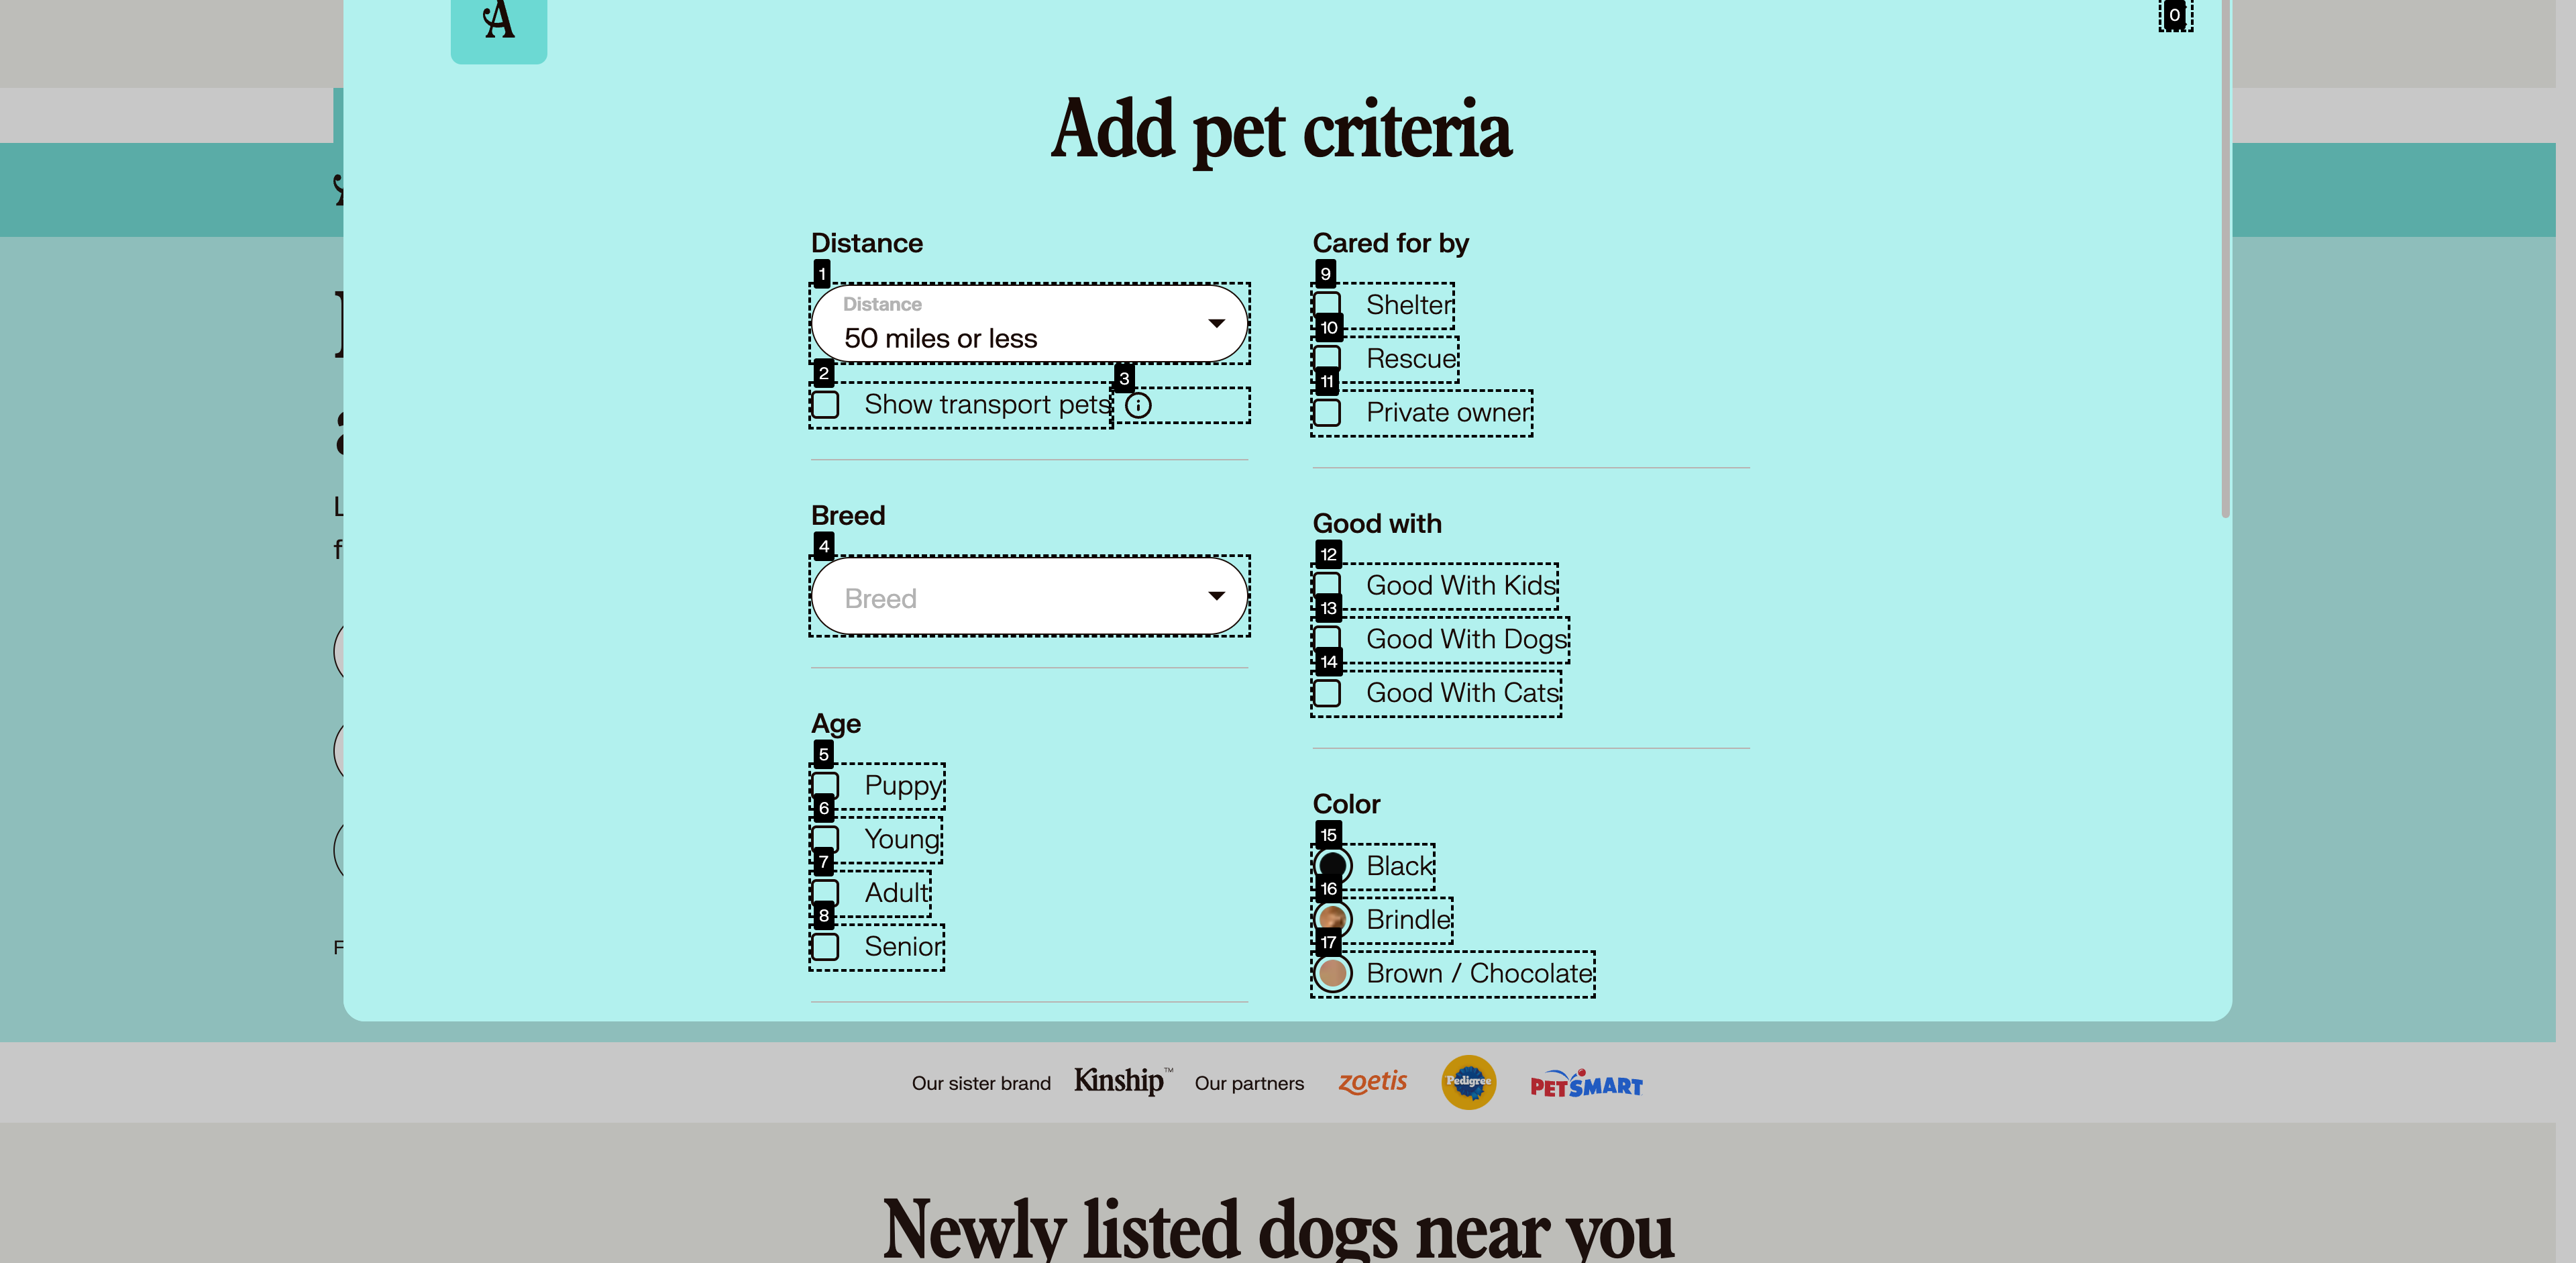 A
0
Add pet criteria
Distance
1
Distance
50 miles or less
2
Show transport pets
3
Breed
4
Breed
Age
5
Puppy
6
Young
7
Adult
8
Senior
Cared for by
9
Shelter
10
Rescue
11
Private owner
Good with
12
Good With Kids
13
Good With Dogs
14
Good With Cats
Color
15
Black
16
Brindle
17
Brown / Chocolate
L
f
F
Our sister brand Kinship™ Our partners zoetis Pedigree PETSMART
Newly listed dogs near you